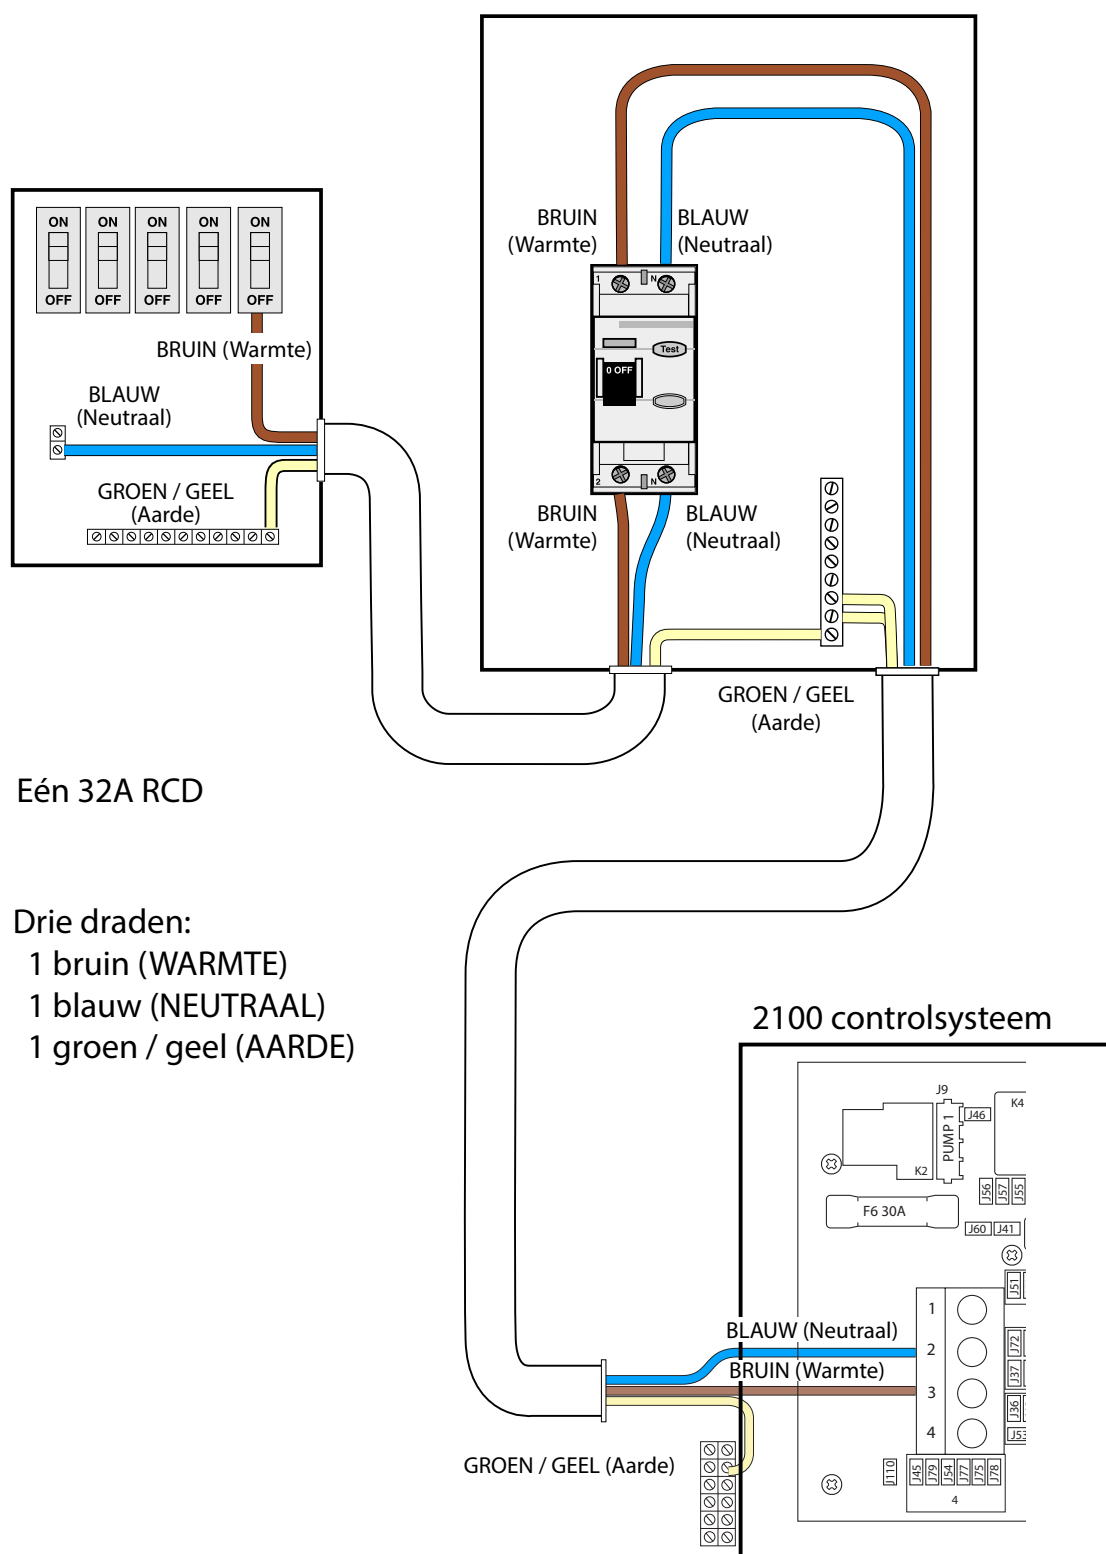 BRUIN
(Warmte)
BLAUW
(Neutraal)
1
N
Test
0 OFF
2
N
BRUIN
(Warmte)
BLAUW
(Neutraal)
GROEN / GEEL
(Aarde)
ON ON ON ON ON
OFF OFF OFF OFF OFF
BRUIN (Warmte)
BLAUW
(Neutraal)
GROEN / GEEL
(Aarde)
Eén 32A RCD
Drie draden:
1 bruin (WARMTE)
1 blauw (NEUTRAAL)
1 groen / geel (AARDE)
2100 controlsysteem
J9
J46
K4
PUMP 1
K2
J56
J57
J55
F6 30A
J60
J41
J51
1
BLAUW (Neutraal)
2
J72
BRUIN (Warmte)
J37
3
J36
4
J53
GROEN / GEEL (Aarde)
J110
J45
J79
J54
J77
J75
J78
4